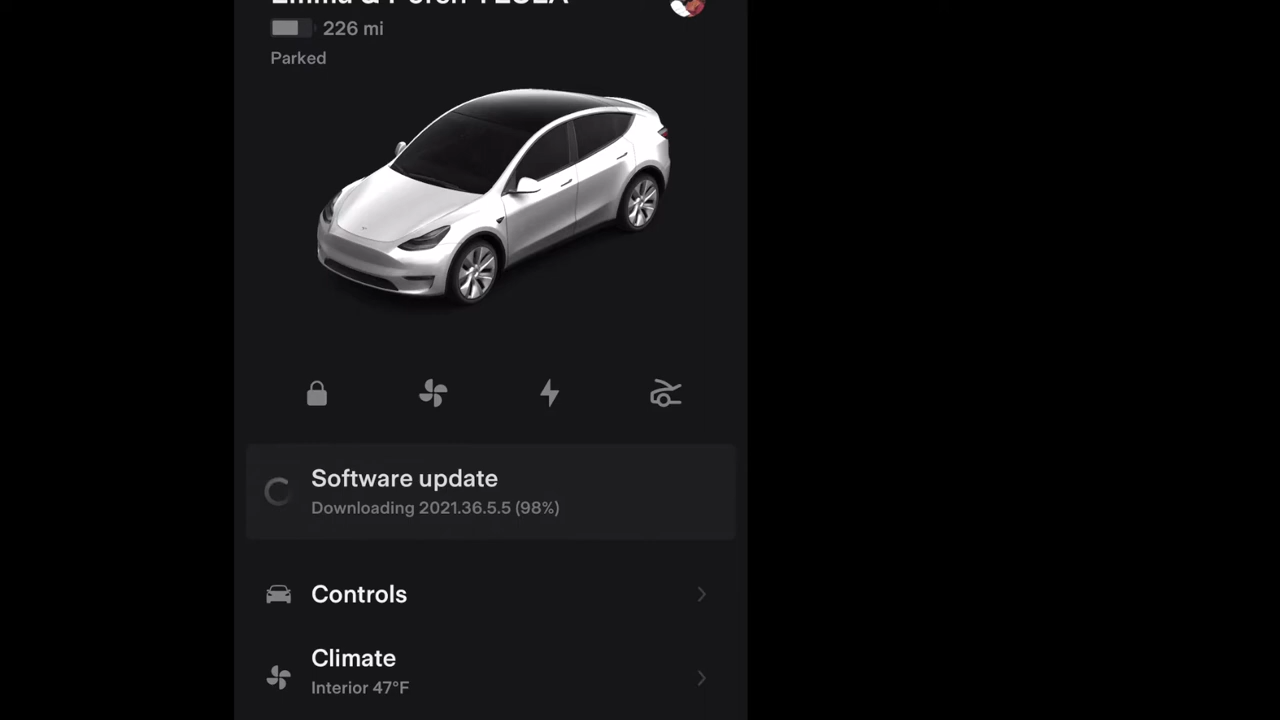 226 mi
Parked
Software update
Downloading 2021.36.5.5 (98%)
Controls
Climate
Interior 47°F